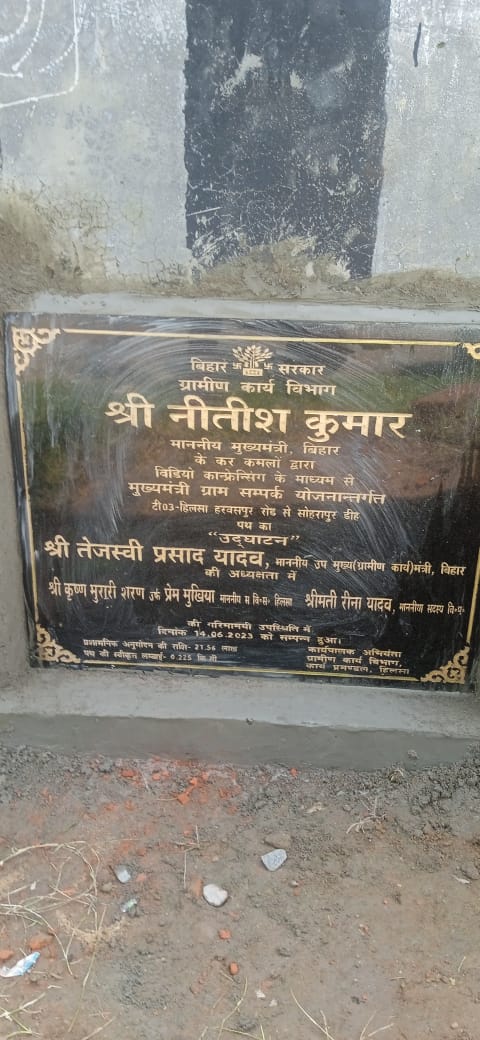 बिहार सरकार
ग्रामीण कार्य विभाग
श्री नीतीश कुमार
माननीय मुख्यमंत्री, बिहार
के कर कमलों द्वारा
विडियो कान्फ्रेन्सिंग के माध्यम से
मुख्यमंत्री ग्राम सम्पर्क योजनान्तर्गत
टी03-हिलसा हरवसपुर रोड से सोहरापुर डीह
पथ का
"उद्घाटन"
श्री तेजस्वी प्रसाद यादव, माननीय उप मुख्य(ग्रामीण कार्य)मंत्री, बिहार
की अध्यक्षता में
श्री कृष्ण मुरारी शरण उर्फ प्रेम मुखिया माननीय स॰वि॰स॰ हिलसा श्रीमती रीना यादव, माननीय सदस्य वि॰प॰
की गरिमामयी उपस्थिति में
दिनांक 14.06.2023 को सम्पन्न हुआ।
प्रशासनिक अनुमोदन की राशि- 21.56 लाख
पथ की स्वीकृत लम्बाई- 0.225 कि.मी
कार्यपालक अभियंता
ग्रामीण कार्य विभाग,
कार्य प्रमण्डल, हिलसा